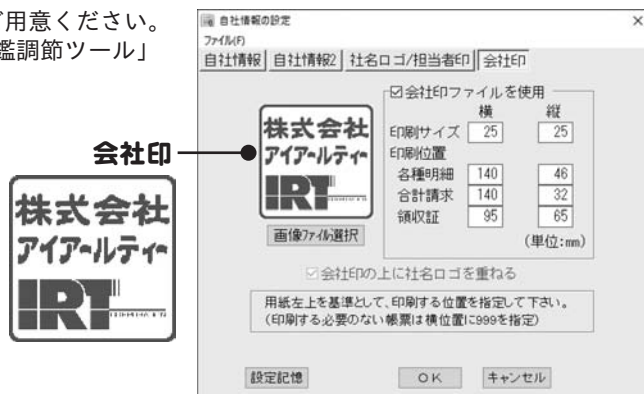 ご用意ください。
鑑調節ツール」
会社印
株式会社
アイアールティー
IRT
自社情報の設定
ファイル(F)
自社情報 自社情報2 社名ロゴ/担当者印 会社印
株式会社
アイアールティー
IRT
画像ファイル選択
会社印ファイルを使用
横 縦
印刷サイズ 25 25
印刷位置
各種明細 140 46
合計請求 140 32
領収証 95 65
(単位:mm)
会社印の上に社名ロゴを重ねる
用紙左上を基準として、印刷する位置を指定して下さい。
(印刷する必要のない帳票は横位置に999を指定)
設定記憶 OK キャンセル